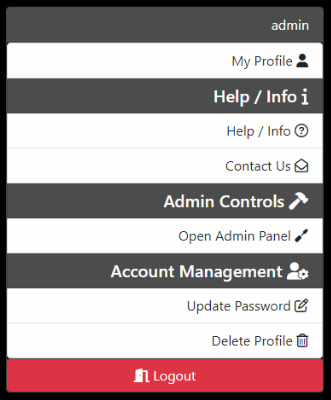 admin
My Profile
Help / Info
Help / Info
Contact Us
Admin Controls
Open Admin Panel
Account Management
Update Password
Delete Profile
Logout